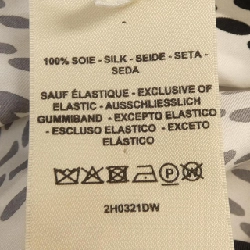 100% SOIE - SILK - SEIDE - SETA -
SEDA
SAUF ÉLASTIQUE - EXCLUSIVE OF
ELASTIC - AUSSCHLIESSLICH
GUMMIBAND - EXCEPTO ELASTICO
- ESCLUSO ELASTICO - EXCETO
ELÁSTICO
2H0321DW